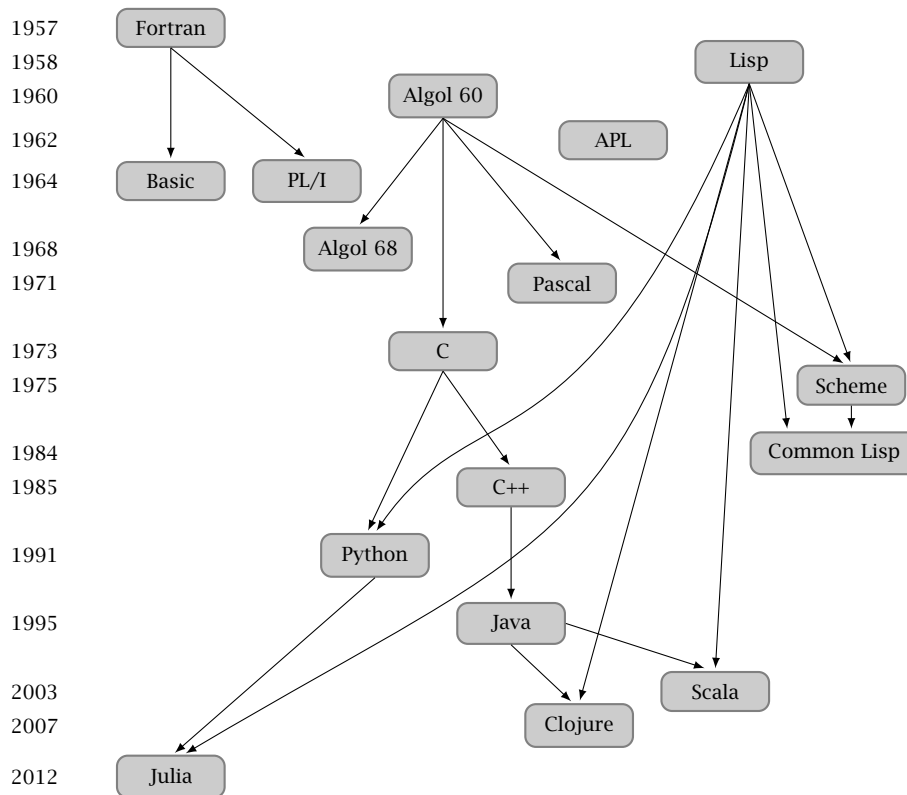 1957 Fortran
1958 Lisp
1960 Algol 60
1962 APL
1964 Basic PL/I
1968 Algol 68
1971 Pascal
1973 C
1975 Scheme
1984 Common Lisp
1985 C++
1991 Python
1995 Java
2003 Scala
2007 Clojure
2012 Julia